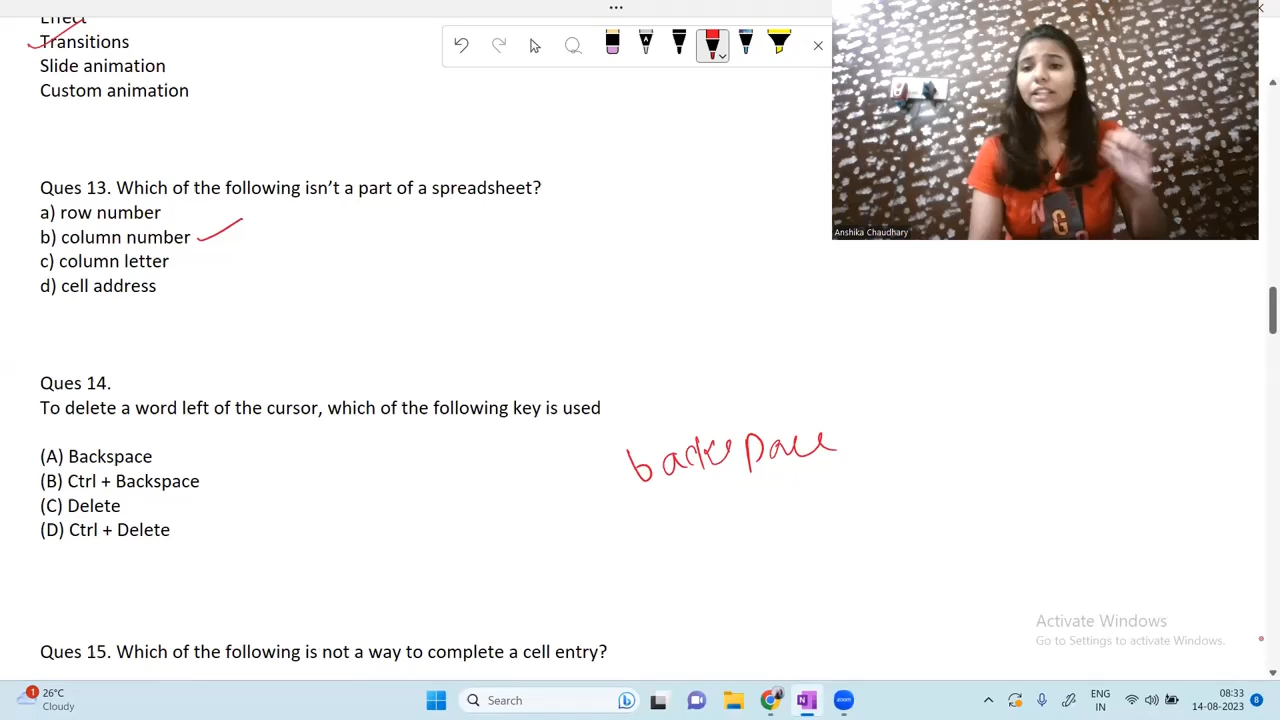 Effect
Transitions
Slide animation
Custom animation
Ques 13. Which of the following isn't a part of a spreadsheet?
a) row number
b) column number
c) column letter
d) cell address
Anshika Chaudhary
Ques 14.
To delete a word left of the cursor, which of the following key is used
(A) Backspace
(B) Ctrl + Backspace
(C) Delete
(D) Ctrl + Delete
backspace
Ques 15. Which of the following is not a way to complete a cell entry?
Activate Windows
Go to Settings to activate Windows.
1
26°C
Cloudy
Search
zoom
ENG
IN
08:33
14-08-2023
8